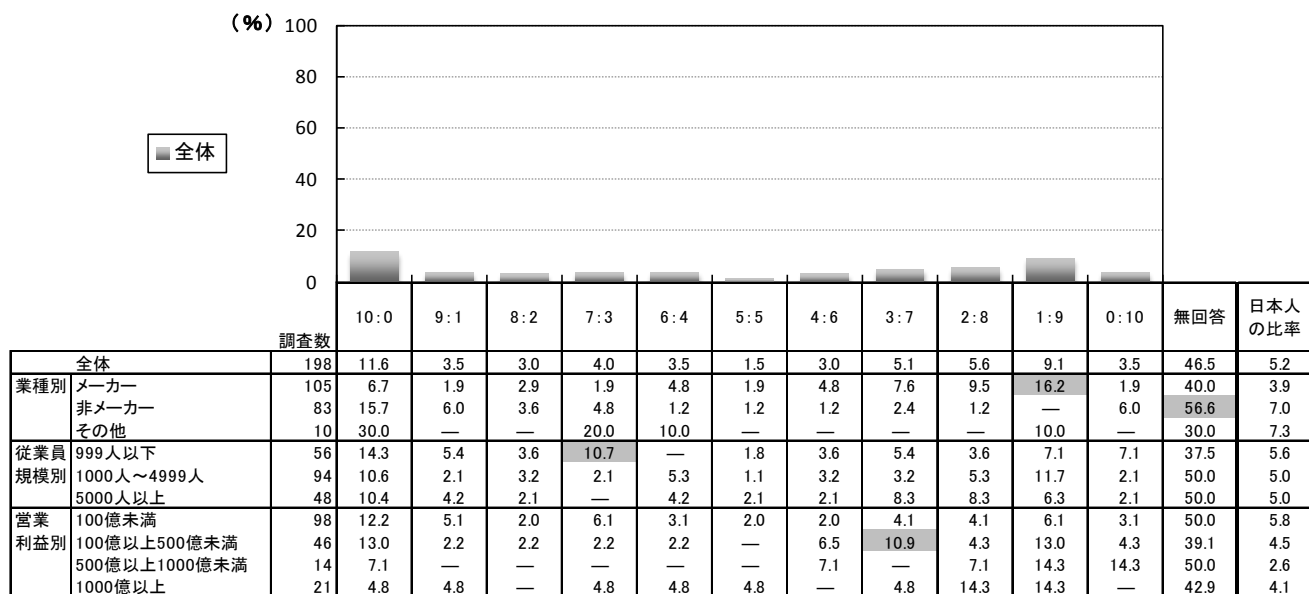 (%) 100
80
60
40
20
0
全体
調査数 10:0 9:1 8:2 7:3 6:4 5:5 4:6 3:7 2:8 1:9 0:10 無回答 日本人の比率
全体 198 11.6 3.5 3.0 4.0 3.5 1.5 3.0 5.1 5.6 9.1 3.5 46.5 5.2
業種別 メーカー 105 6.7 1.9 2.9 1.9 4.8 1.9 4.8 7.6 9.5 16.2 1.9 40.0 3.9
非メーカー 83 15.7 6.0 3.6 4.8 1.2 1.2 1.2 2.4 1.2 ― 6.0 56.6 7.0
その他 10 30.0 ― ― 20.0 10.0 ― ― ― ― 10.0 ― 30.0 7.3
従業員 999人以下 56 14.3 5.4 3.6 10.7 ― 1.8 3.6 5.4 3.6 7.1 7.1 37.5 5.6
規模別 1000人～4999人 94 10.6 2.1 3.2 2.1 5.3 1.1 3.2 3.2 5.3 11.7 2.1 50.0 5.0
5000人以上 48 10.4 4.2 2.1 ― 4.2 2.1 2.1 8.3 8.3 6.3 2.1 50.0 5.0
営業 100億未満 98 12.2 5.1 2.0 6.1 3.1 2.0 2.0 4.1 4.1 6.1 3.1 50.0 5.8
利益別 100億以上500億未満 46 13.0 2.2 2.2 2.2 2.2 ― 6.5 10.9 4.3 13.0 4.3 39.1 4.5
500億以上1000億未満 14 7.1 ― ― ― ― ― 7.1 ― 7.1 14.3 14.3 50.0 2.6
1000億以上 21 4.8 4.8 ― 4.8 4.8 4.8 ― 4.8 14.3 14.3 ― 42.9 4.1